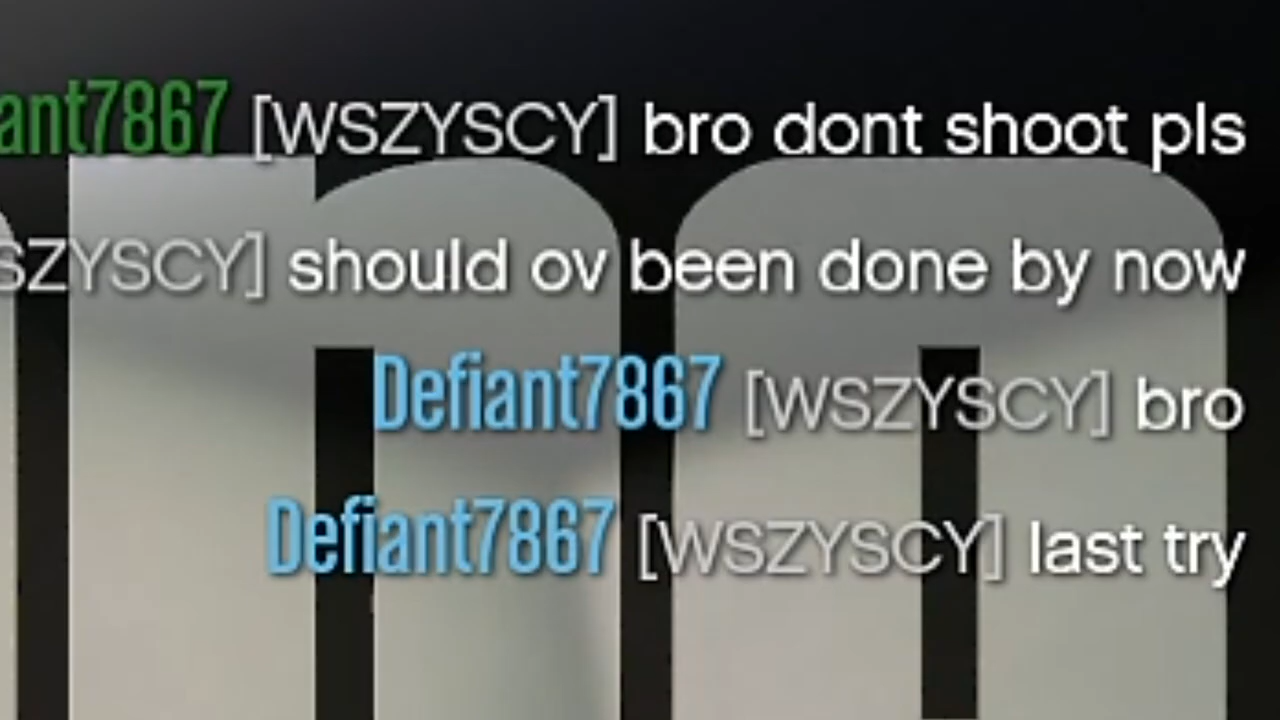 ant7867 [WSZYSCY] bro dont shoot pls
SZYSCY] should ov been done by now
Defiant7867 [WSZYSCY] bro
Defiant7867 [WSZYSCY] last try